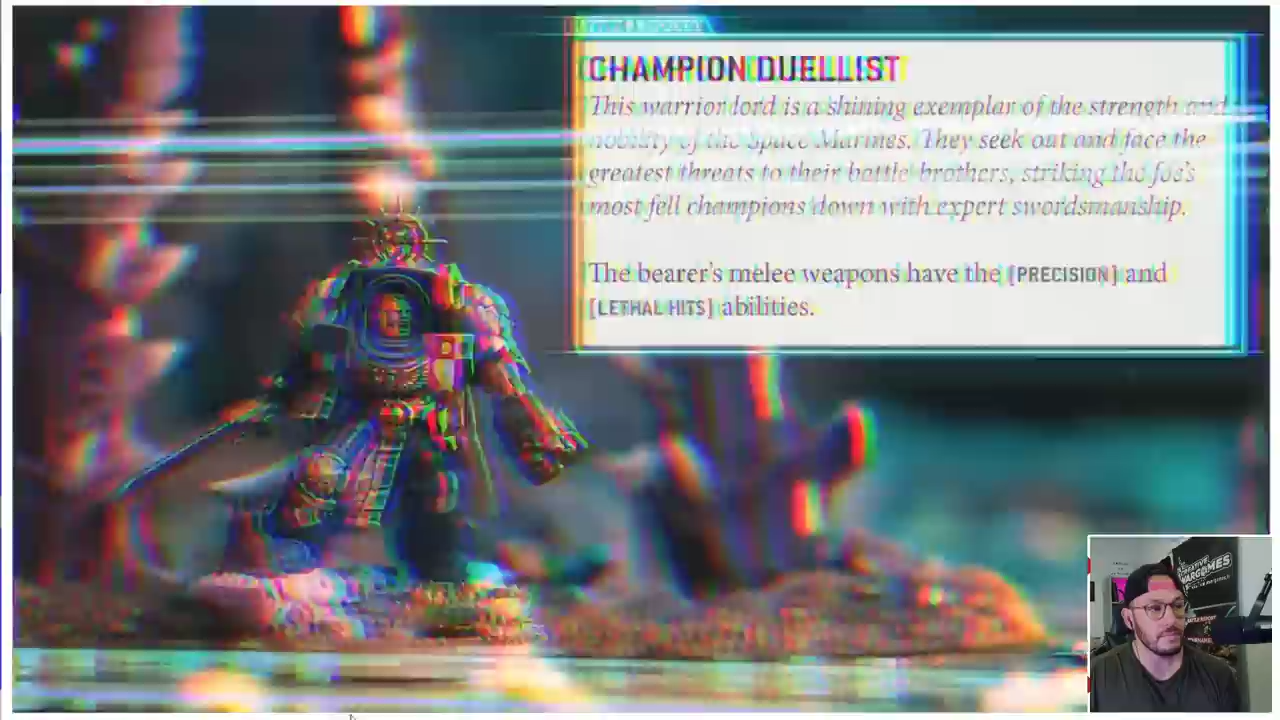 CHAMPION DUELLIST
This warrior lord is a shining exemplar of the strength and
nobility of the Space Marines. They seek out and face the
greatest threats to their battle-brothers, striking the foe's
most fell champions down with expert swordsmanship.
The bearer's melee weapons have the [PRECISION] and
[LETHAL HITS] abilities.
WARGAMES